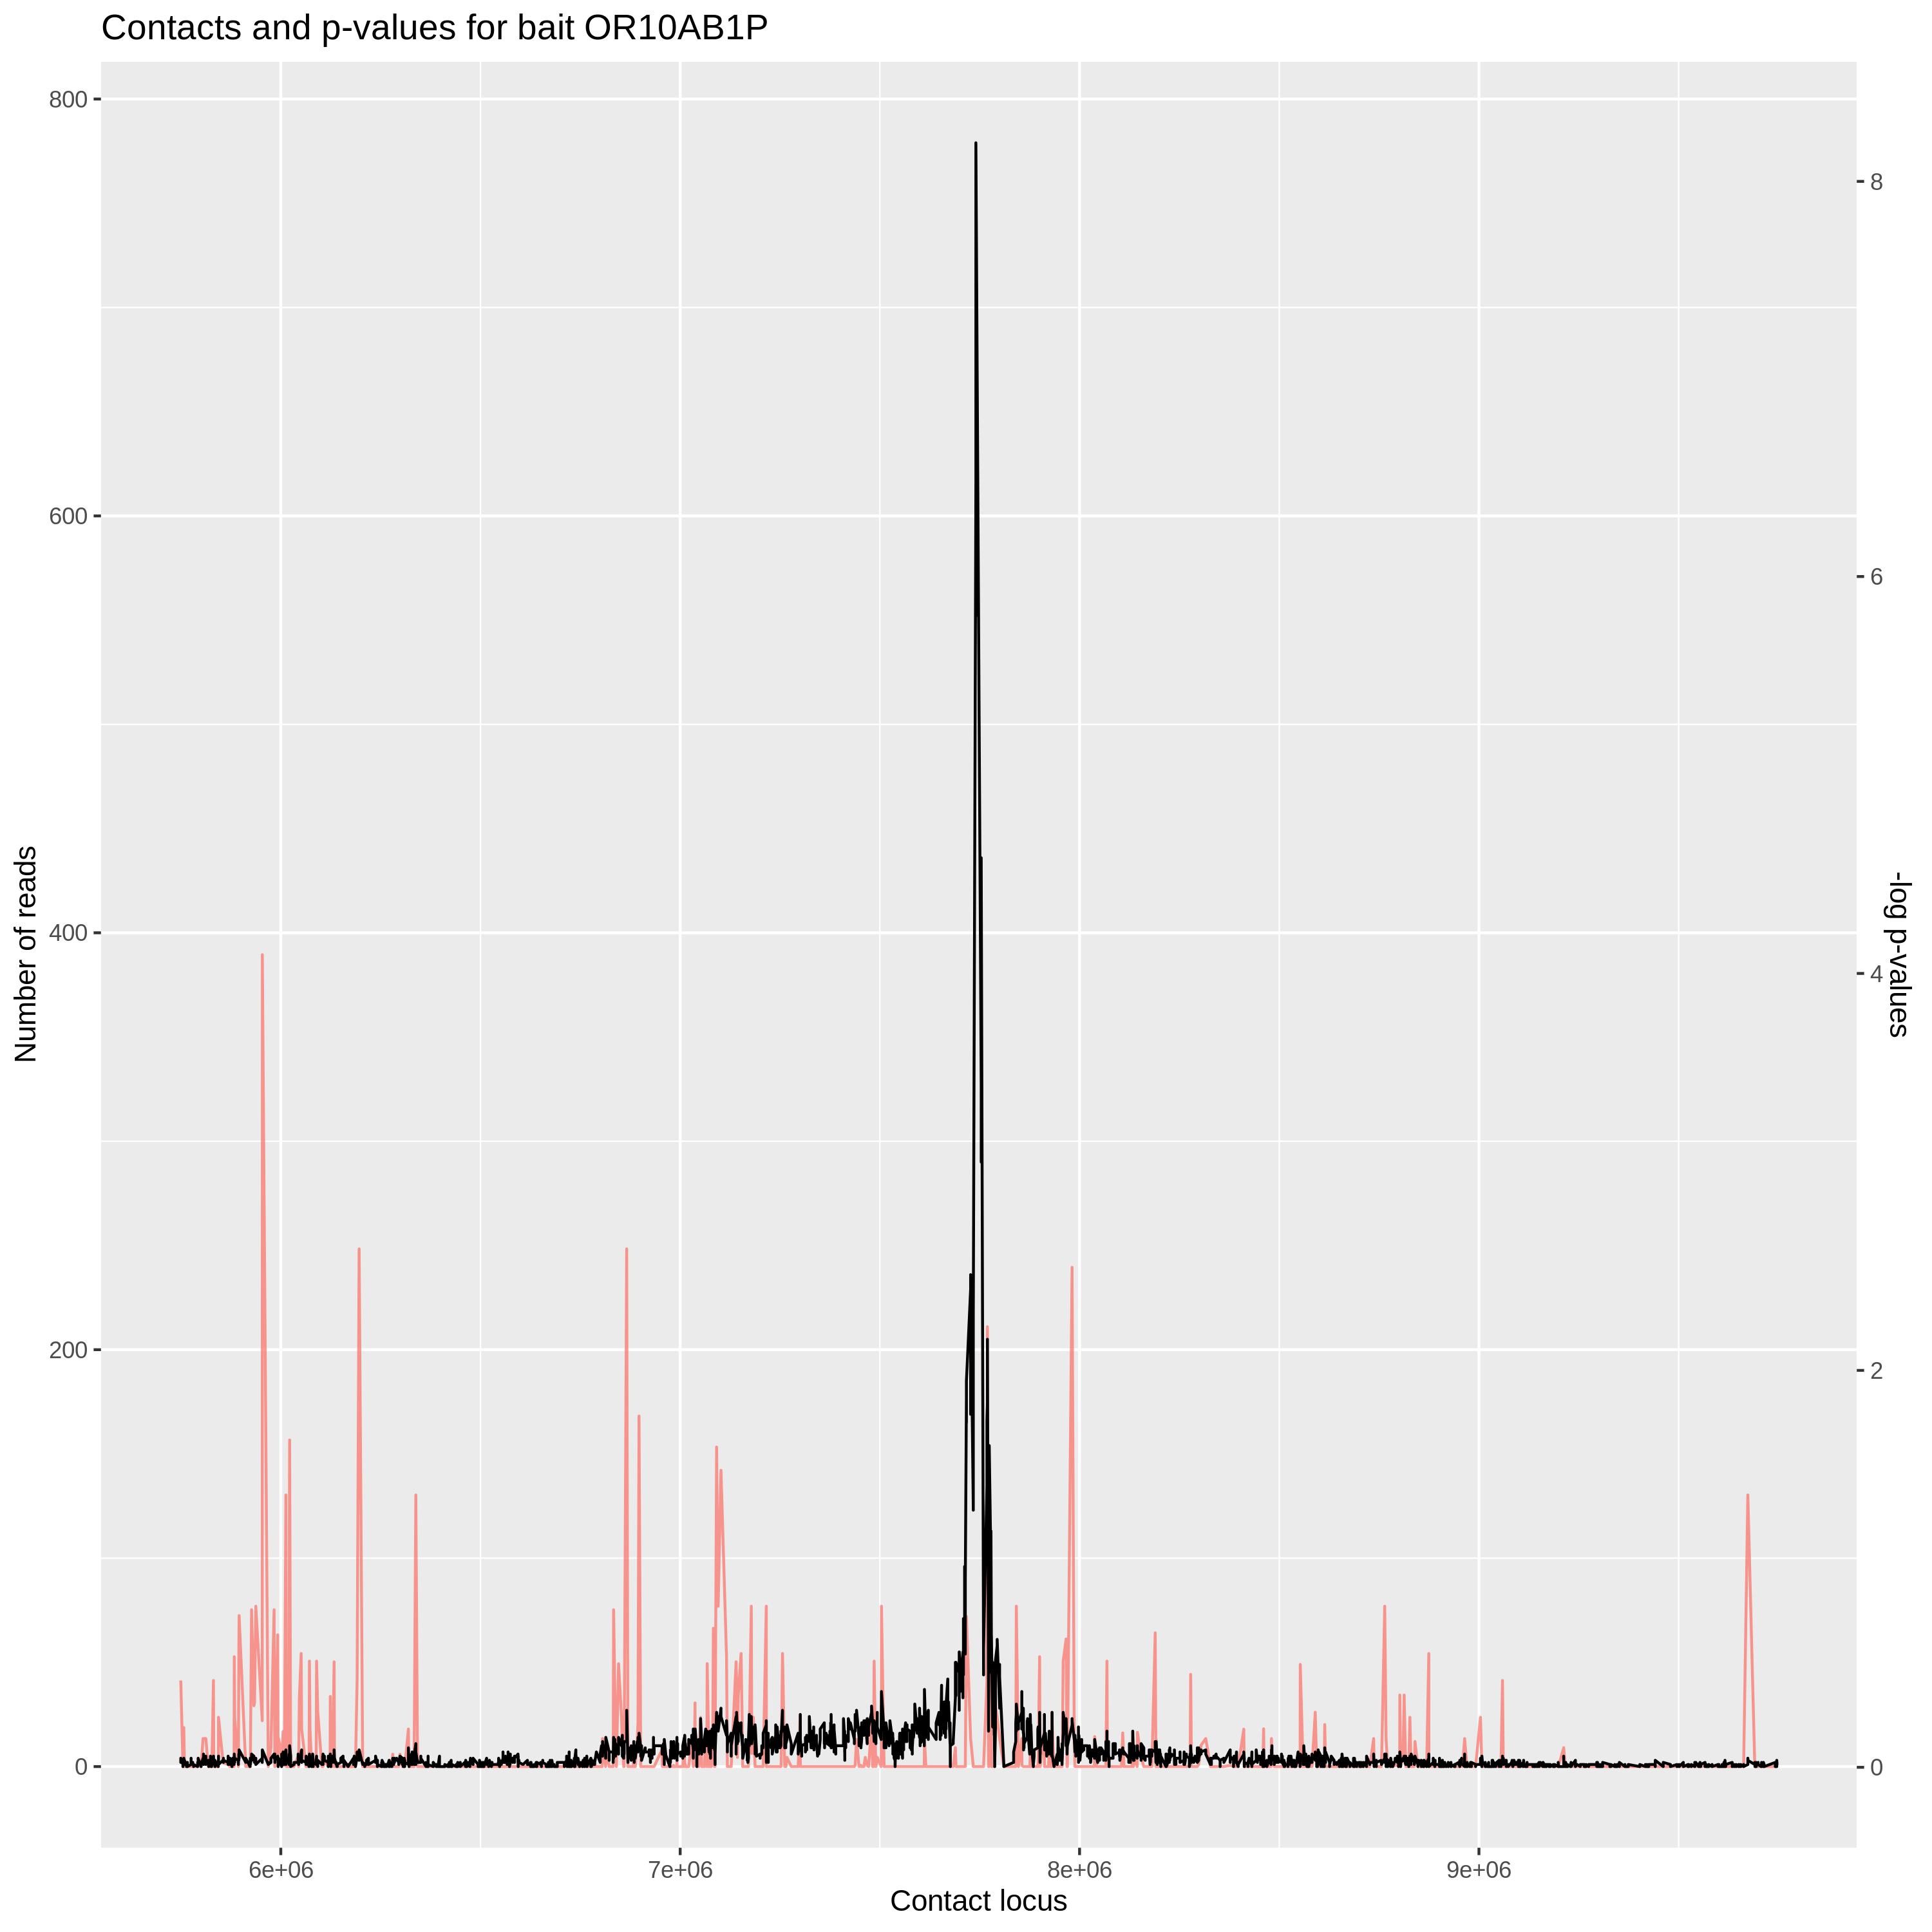 Contacts and p-values for bait OR10AB1P
800
600
400
200
0
8
6
4
2
0
Number of reads
-log p-values
6e+06
7e+06
8e+06
9e+06
Contact locus